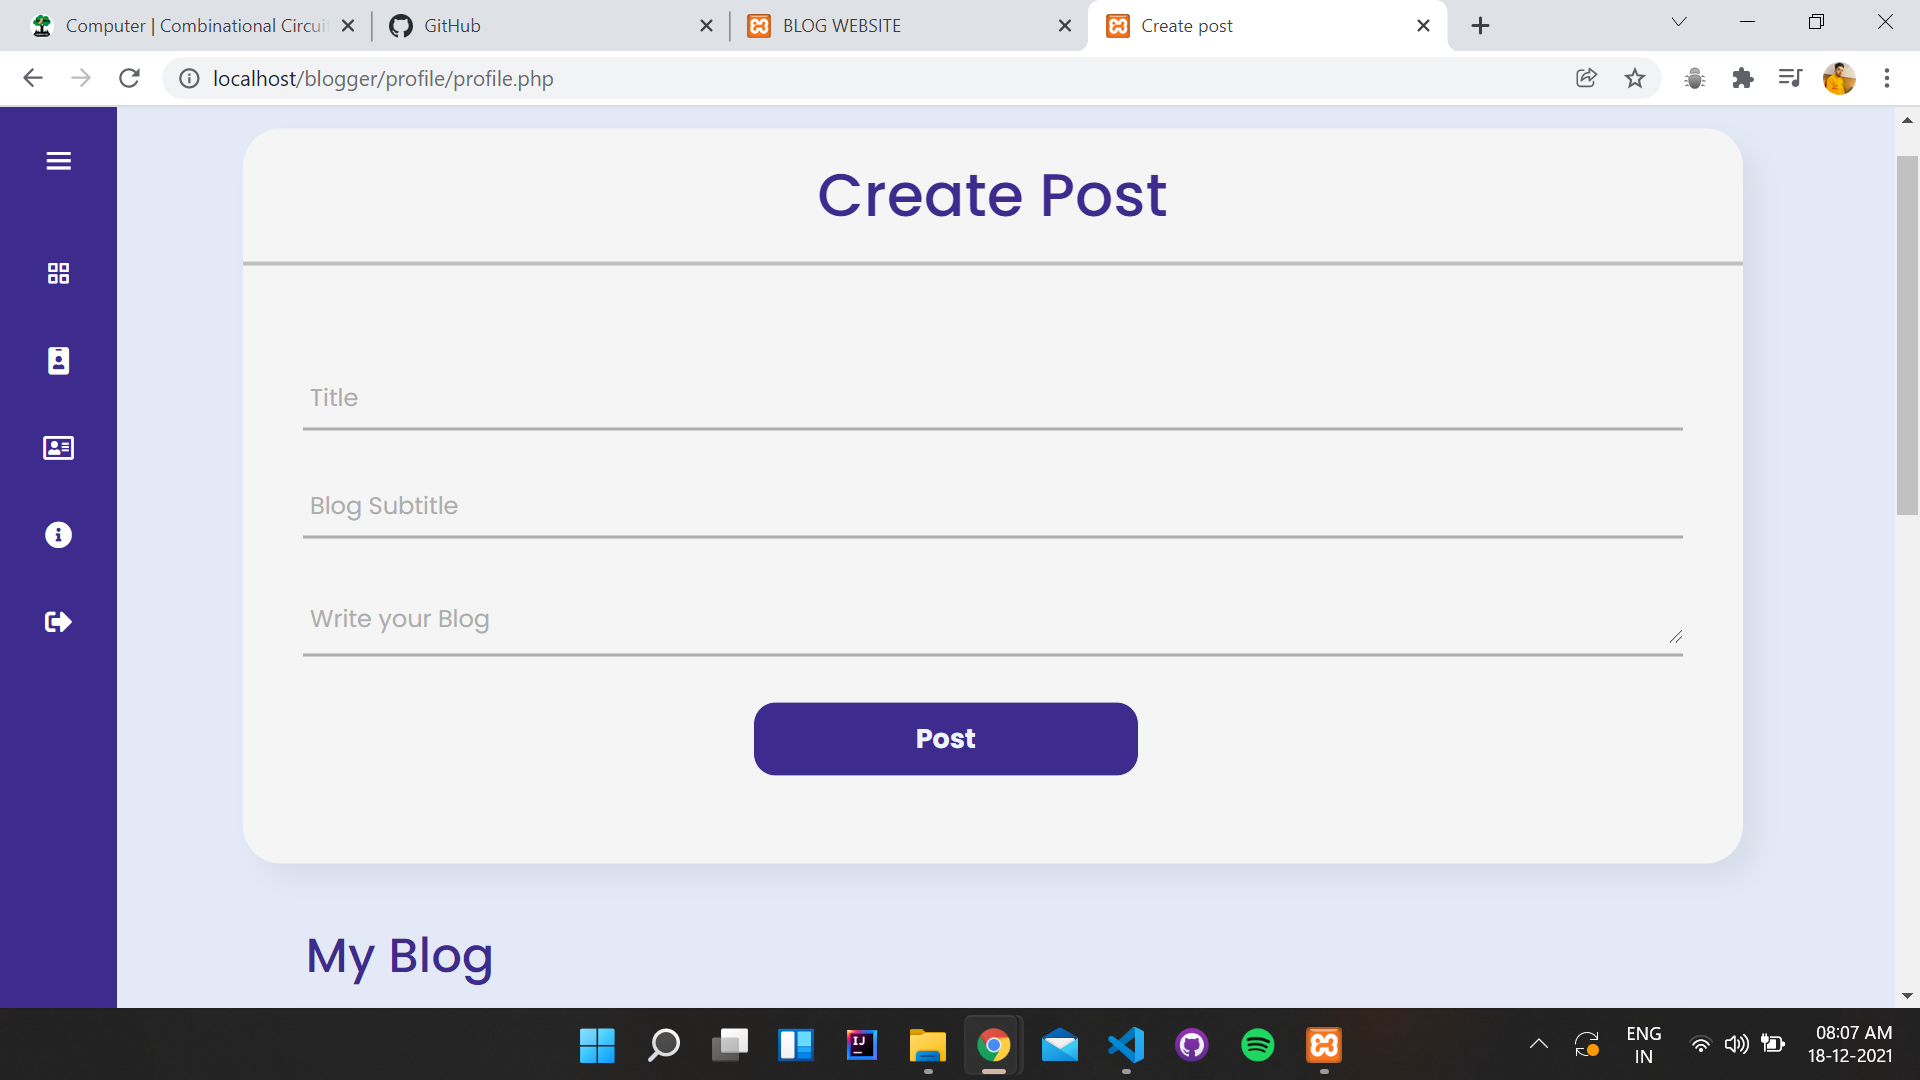 Computer | Combinational Circui
GitHub
BLOG WEBSITE
Create post
localhost/blogger/profile/profile.php
Create Post
Title
Blog Subtitle
Write your Blog
Post
My Blog
IJ
ENG
IN
08:07 AM
18-12-2021